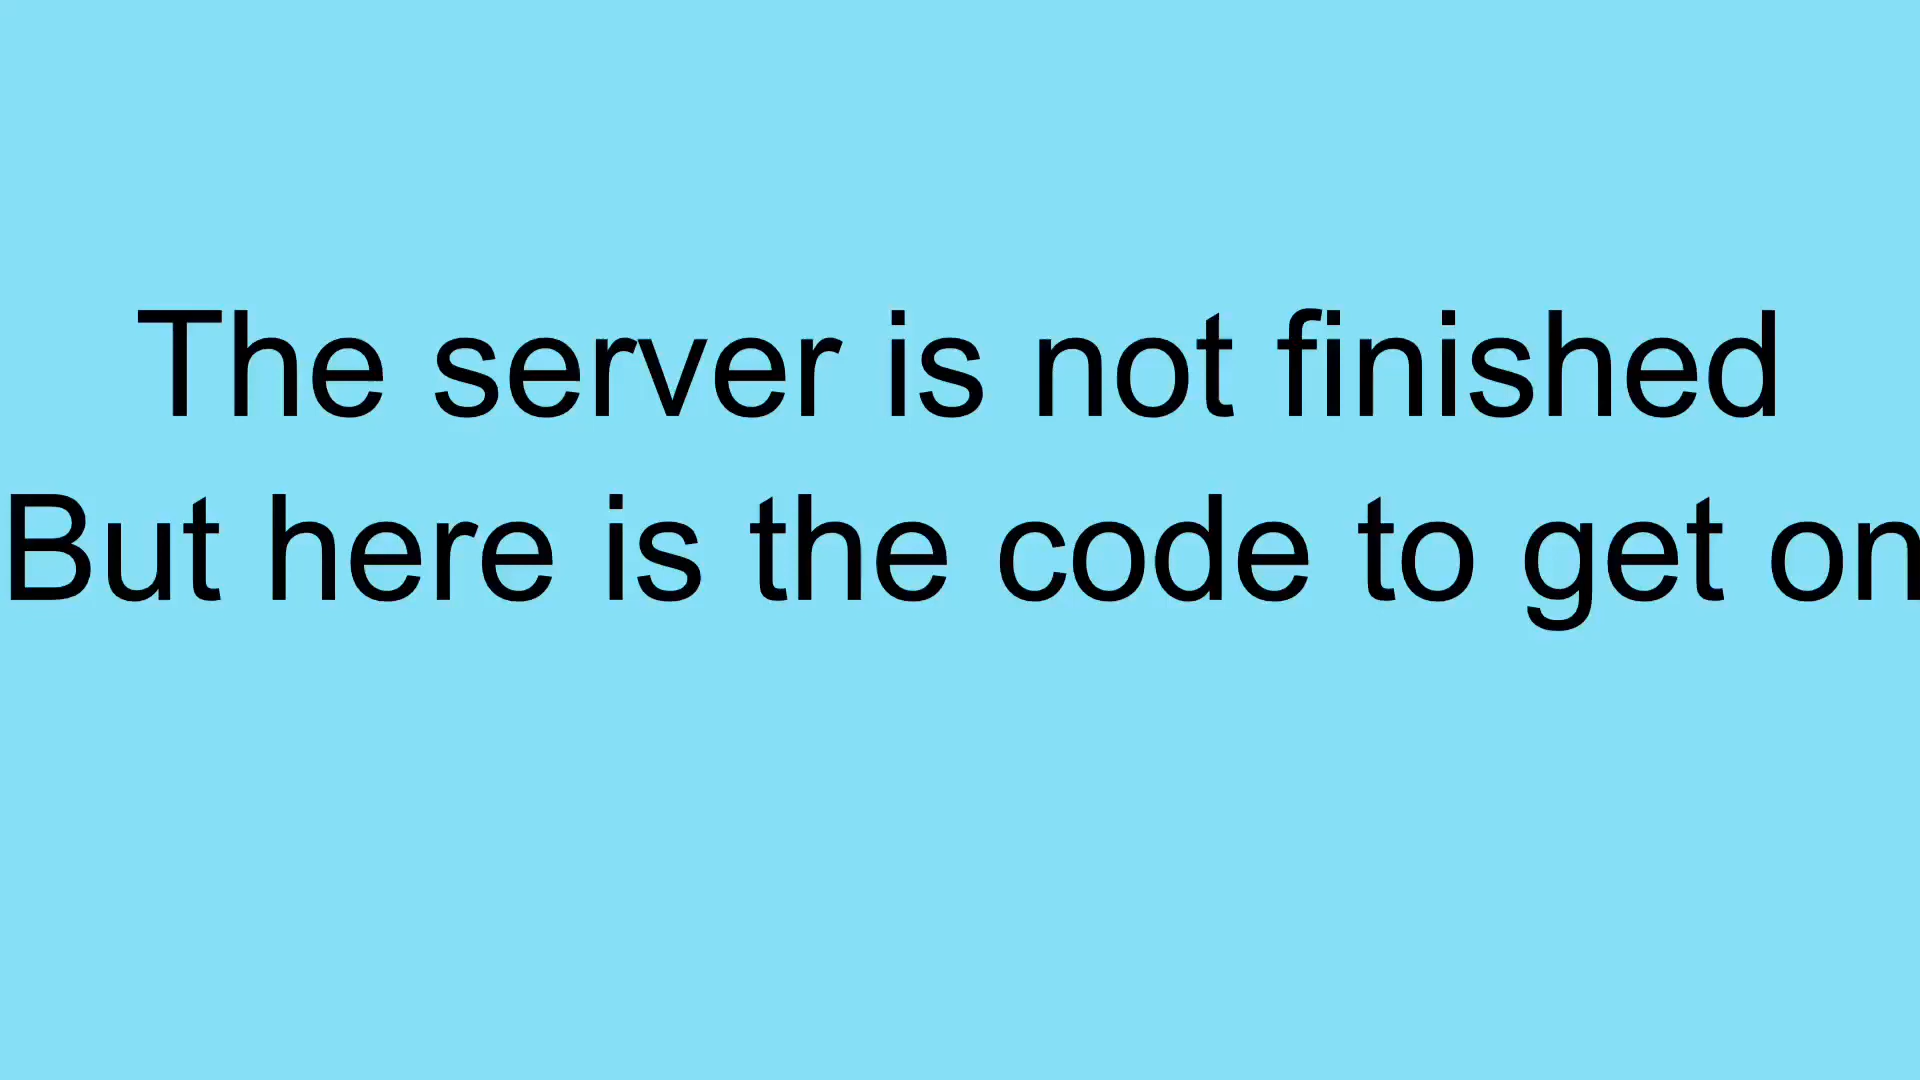 The server is not finished
But here is the code to get on